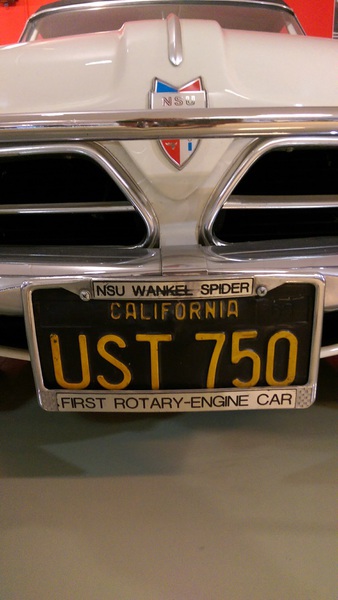 NSU
NSU WANKEL SPIDER
CALIFORNIA
UST 750
FIRST ROTARY-ENGINE CAR